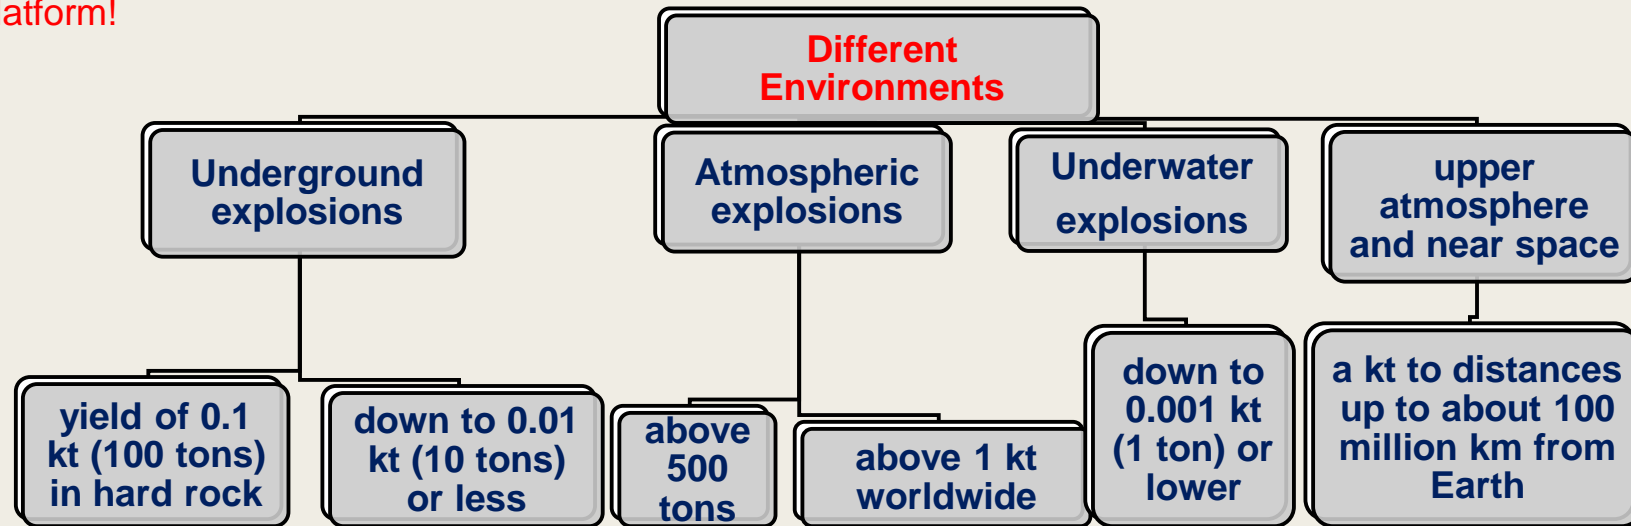 atform!
Different
Environments
Underground
explosions
Atmospheric
explosions
Underwater
explosions
upper
atmosphere
and near space
yield of 0.1
kt (100 tons)
in hard rock
down to 0.01
kt (10 tons)
or less
above
500
tons
above 1 kt
worldwide
down to
0.001 kt
(1 ton) or
lower
a kt to distances
up to about 100
million km from
Earth